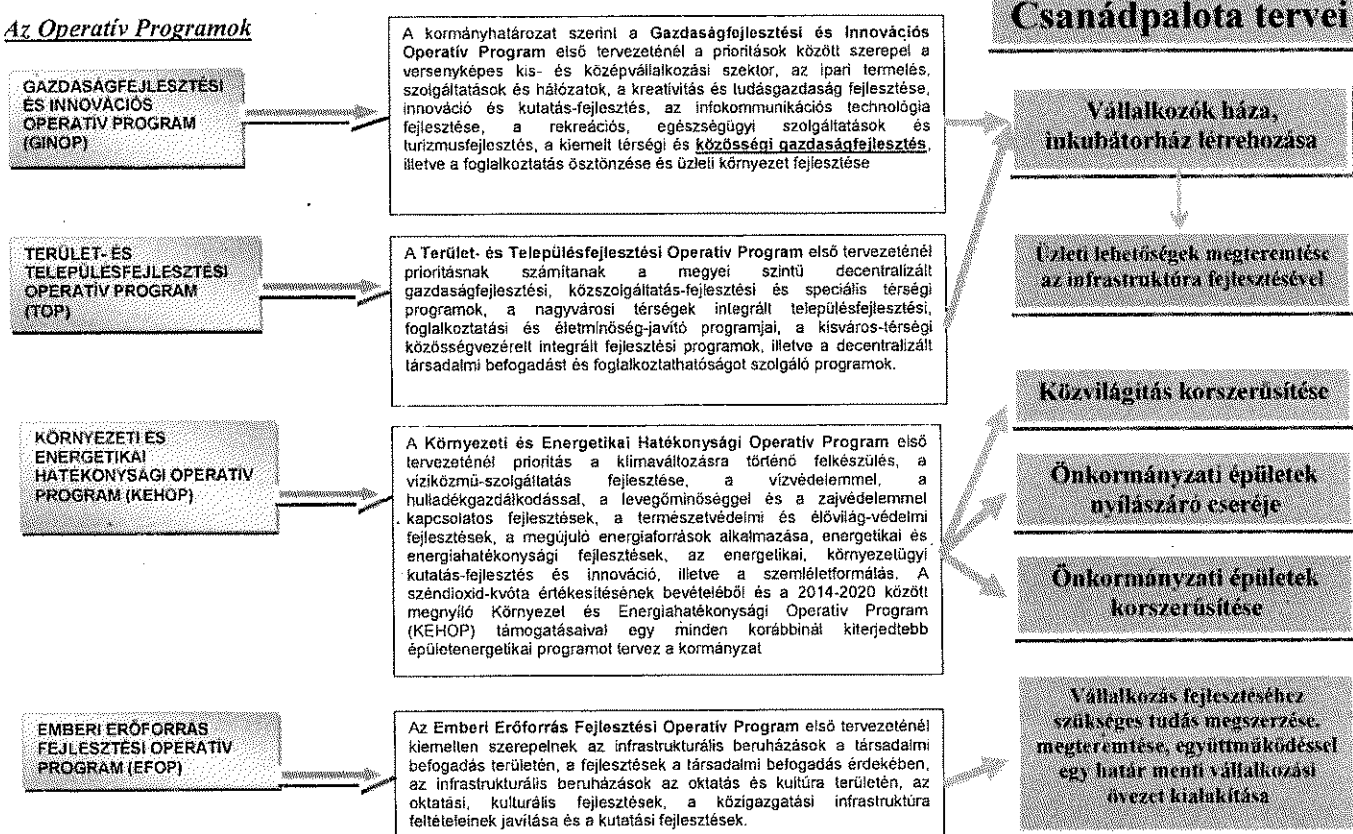 Az Operatív Programok
GAZDASÁGFEJLESZTÉSI
ÉS INNOVÁCIÓS
OPERATÍV PROGRAM
(GINOP)
A kormányhatározat szerint a Gazdaságfejlesztési és Innovációs
Operatív Program első tervezeténél a prioritások között szerepel a
versenyképes kis- és középvállalkozási szektor, az ipari termelés,
szolgáltatások és hálózatok, a kreativitás és tudásgazdaság fejlesztése,
innováció és kutatás-fejlesztés, az infokommunikációs technológia
fejlesztése, a rekreációs, egészségügyi szolgáltatások és
turizmusfejlesztés, a kiemelt térségi és közösségi gazdaságfejlesztés,
illetve a foglalkoztatás ösztönzése és üzleti környezet fejlesztése
Csanádpalota tervei
Vállalkozók háza,
inkubátorház létrehozása
TERÜLET- ÉS
TELEPÜLÉSFEJLESZTÉSI
OPERATÍV PROGRAM
(TOP)
A Terület- és Településfejlesztési Operatív Program első tervezeténél
prioritásnak számítanak a megyei szintű decentralizált
gazdaságfejlesztési, közszolgáltatás-fejlesztési és speciális térségi
programok, a nagyvárosi térségek integrált településfejlesztési,
foglalkoztatási és életminőség-javító programjai, a kisváros-térségi
közösségvezérelt integrált fejlesztési programok, illetve a decentralizált
társadalmi befogadást és foglalkoztathatóságot szolgáló programok.
Üzleti lehetőségek megteremtése
az infrastruktúra fejlesztésével
KÖRNYEZETI ÉS
ENERGETIKAI
HATÉKONYSÁGI OPERATÍV
PROGRAM (KEHOP)
A Környezeti és Energetikai Hatékonysági Operatív Program első
tervezeténél prioritás a klímaváltozásra történő felkészülés, a
víziközmű-szolgáltatás fejlesztése, a vízvédelemmel, a
hulladékgazdálkodással, a levegőminőséggel és a zajvédelemmel
kapcsolatos fejlesztések, a természetvédelmi és élővilág-védelmi
fejlesztések, a megújuló energiaforrások alkalmazása, energetikai és
energiahatékonysági fejlesztések, az energetikai, környezetügyi
kutatás-fejlesztés és innováció, illetve a szemléletformálás. A
széndioxid-kvóta értékesítésének bevételéből és a 2014-2020 között
megnyíló Környezet és Energiahatékonysági Operatív Program
(KEHOP) támogatásaival egy minden korábbinál kiterjedtebb
épületenergetikai programot tervez a kormányzat
Közvilágítás korszerűsítése
Önkormányzati épületek
nyílászáró cseréje
Önkormányzati épületek
korszerűsítése
EMBERI ERŐFORRÁS
FEJLESZTÉSI OPERATÍV
PROGRAM (EFOP)
Az Emberi Erőforrás Fejlesztési Operatív Program első tervezeténél
kiemelten szerepelnek az infrastrukturális beruházások a társadalmi
befogadás területén, a fejlesztések a társadalmi befogadás érdekében,
az infrastrukturális beruházások az oktatás és kultúra területén, az
oktatási, kulturális fejlesztések, a közigazgatási infrastruktúra
feltételeinek javítása és a kutatási fejlesztések.
Vállalkozás fejlesztéséhez
szükséges tudás megszerzése,
megteremtése, együttműködéssel
egy határ menti vállalkozási
övezet kialakítása